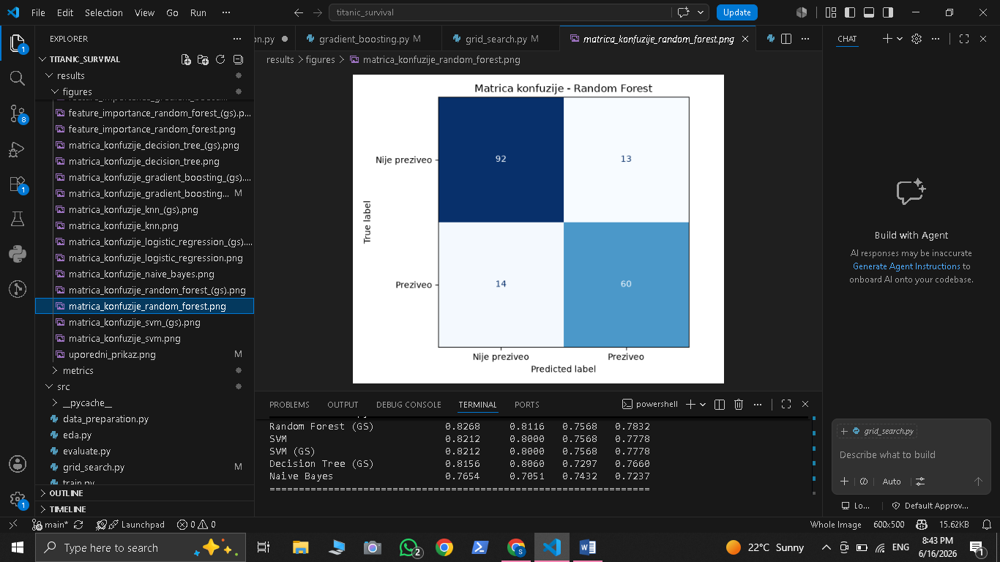 File Edit Selection View Go Run ··· titanic_survival Update
EXPLORER
TITANIC_SURVIVAL
results
figures
feature_importance_random_forest_(gs).p...
feature_importance_random_forest.png
matrica_konfuzije_decision_tree_(gs).png
matrica_konfuzije_decision_tree.png
matrica_konfuzije_gradient_boosting_(gs)....
matrica_konfuzije_gradient_boosting... M
matrica_konfuzije_knn_(gs).png
matrica_konfuzije_knn.png
matrica_konfuzije_logistic_regression_(gs)....
matrica_konfuzije_logistic_regression.png
matrica_konfuzije_naive_bayes.png
matrica_konfuzije_random_forest_(gs).png
matrica_konfuzije_random_forest.png
matrica_konfuzije_svm_(gs).png
matrica_konfuzije_svm.png
uporedni_prikaz.png M
metrics
src
__pycache__
data_preparation.py
eda.py
evaluate.py
grid_search.py M
train.py
OUTLINE
TIMELINE
1
8
1
1
on.py gradient_boosting.py M grid_search.py M matrica_konfuzije_random_forest.png
results > figures > matrica_konfuzije_random_forest.png
Matrica konfuzije - Random Forest
True label
Nije preziveo 92 13
Preziveo 14 60
Nije preziveo Preziveo
Predicted label
PROBLEMS OUTPUT DEBUG CONSOLE TERMINAL PORTS powershell
Random Forest (GS) 0.8268 0.8116 0.7568 0.7832
SVM 0.8212 0.8000 0.7568 0.7778
SVM (GS) 0.8212 0.8000 0.7568 0.7778
Decision Tree (GS) 0.8156 0.8060 0.7297 0.7660
Naive Bayes 0.7654 0.7051 0.7432 0.7237
==================================================================
CHAT
Build with Agent
AI responses may be inaccurate
Generate Agent Instructions to
onboard AI onto your codebase.
grid_search.py
Describe what to build
Auto
Lo... Default Approv...
main* Launchpad 0 0 Whole Image 600x500 15.62KB
Type here to search 2 22°C Sunny ENG 8:43 PM
6/16/2026
1